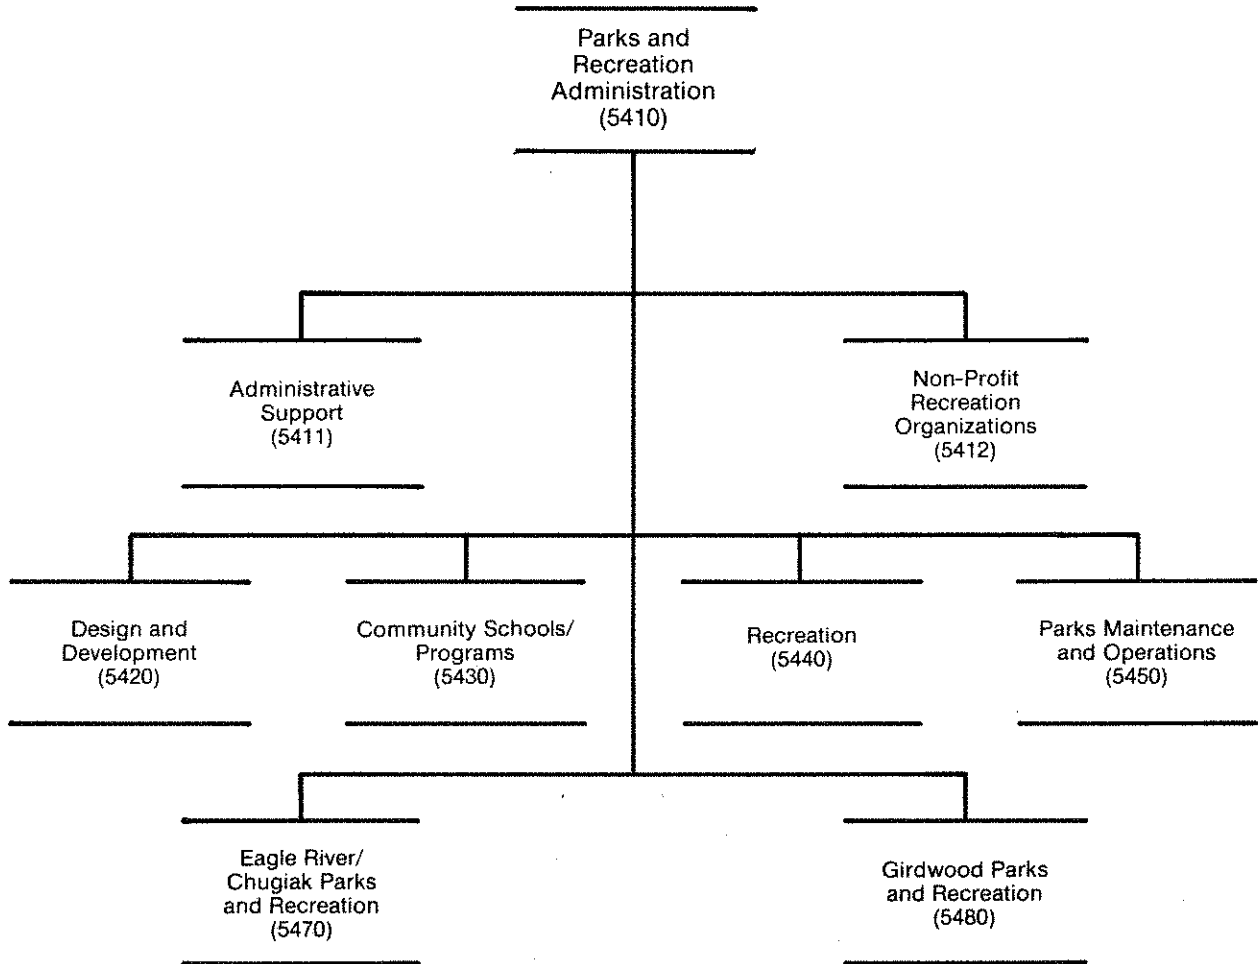 Parks and
Recreation
Administration
(5410)
Administrative
Support
(5411)
Non-Profit
Recreation
Organizations
(5412)
Design and
Development
(5420)
Community Schools/
Programs
(5430)
Recreation
(5440)
Parks Maintenance
and Operations
(5450)
Eagle River/
Chugiak Parks
and Recreation
(5470)
Girdwood Parks
and Recreation
(5480)